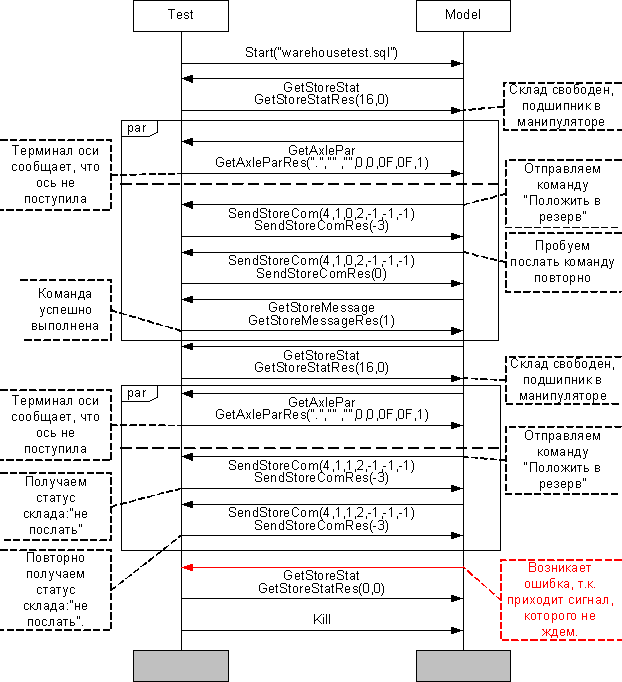 Test
Model
Start("warehousetest.sql")
GetStoreStat
GetStoreStatRes(16,0)
Склад свободен,
подшипник в
манипуляторе
par
Терминал оси
сообщает, что
ось не
поступила
GetAxlePar
GetAxleParRes(".","" ,"",0,0,0F,0F,1)
Отправляем
команду
"Положить в
резерв"
SendStoreCom(4,1,0,2,-1,-1,-1)
SendStoreComRes(-3)
SendStoreCom(4,1,0,2,-1,-1,-1)
SendStoreComRes(0)
Пробуем
послать команду
повторно
Команда
успешно
выполнена
GetStoreMessage
GetStoreMessageRes(1)
GetStoreStat
GetStoreStatRes(16,0)
Склад свободен,
подшипник в
манипуляторе
par
Терминал оси
сообщает, что
ось не
поступила
GetAxlePar
GetAxleParRes(".","" ,"",0,0,0F,0F,1)
Отправляем
команду
"Положить в
резерв"
SendStoreCom(4,1,1,2,-1,-1,-1)
SendStoreComRes(-3)
Получаем
статус
склада:"не
послать"
SendStoreCom(4,1,1,2,-1,-1,-1)
SendStoreComRes(-3)
Повторно
получаем
статус
склада:"не
послать".
GetStoreStat
GetStoreStatRes(0,0)
Возникает
ошибка, т.к.
приходит сигнал,
которого не
ждем.
Kill